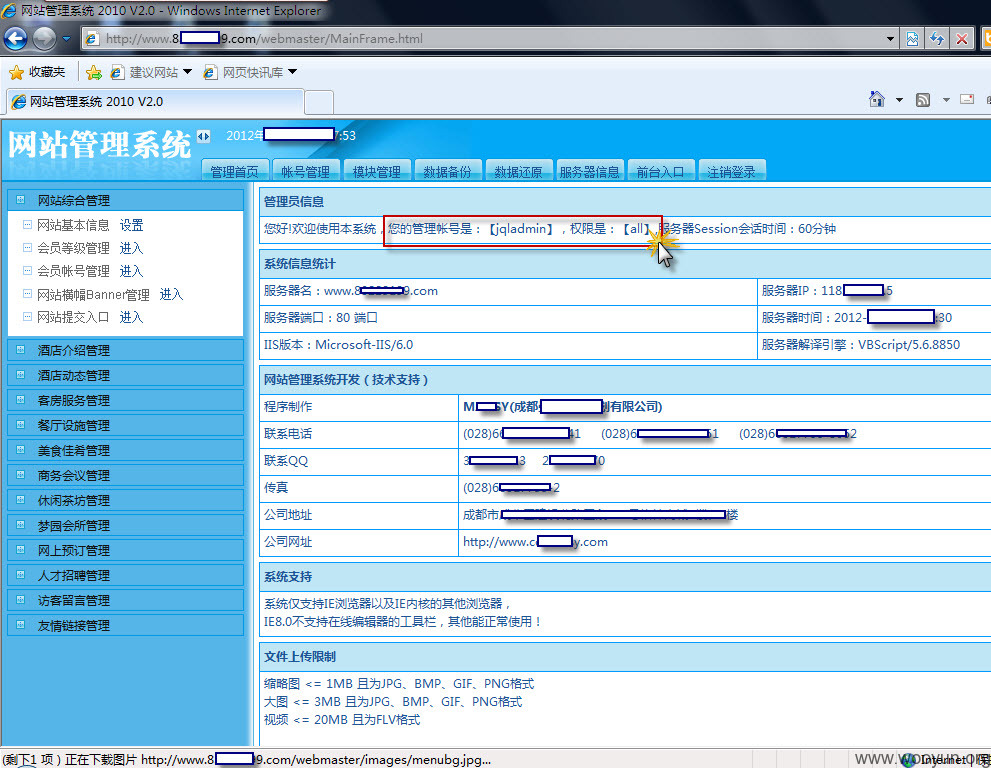 网站管理系统 2010 V2.0 - Windows Internet Explorer
http://www.8 9.com/webmaster/MainFrame.html
收藏夹 建议网站 网页快讯库
网站管理系统 2010 V2.0
网站管理系统 2012年 7:53
管理首页 帐号管理 模块管理 数据备份 数据还原 服务器信息 前台入口 注销登录
网站综合管理
网站基本信息 设置
会员等级管理 进入
会员帐号管理 进入
网站横幅Banner管理 进入
网站提交入口 进入
酒店介绍管理
酒店动态管理
客房服务管理
餐厅设施管理
美食佳肴管理
商务会议管理
休闲茶坊管理
梦园会所管理
网上预订管理
人才招聘管理
访客留言管理
友情链接管理
管理员信息
您好!欢迎使用本系统，您的管理帐号是：【jqladmin】，权限是：【all】,服务器Session会话时间：60分钟
系统信息统计
服务器名：www.8 9.com 服务器IP：118 5
服务器端口：80 端口 服务器时间：2012- :30
IIS版本：Microsoft-IIS/6.0 服务器解译引擎：VBScript/5.6.8850
网站管理系统开发（技术支持）
程序制作 M SY(成都 制有限公司)
联系电话 (028)6 41 (028)6 1 (028)6 2
联系QQ 3 3 2 0
传真 (028)6 2
公司地址 成都市 楼
公司网址 http://www.c y.com
系统支持
系统仅支持IE浏览器以及IE内核的其他浏览器，
IE8.0不支持在线编辑器的工具栏，其他能正常使用！
文件上传限制
缩略图 <= 1MB 且为JPG、BMP、GIF、PNG格式
大图 <= 3MB 且为JPG、BMP、GIF、PNG格式
视频 <= 20MB 且为FLV格式
(剩下1 项）正在下载图片 http://www.8 9.com/webmaster/images/menubg.jpg...
Internet
www.wooyun.org